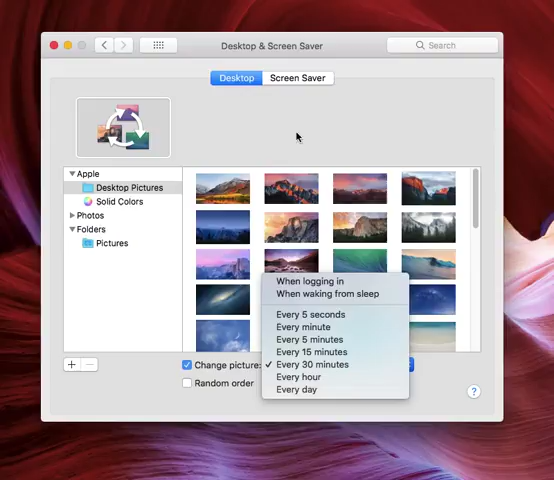 Desktop & Screen Saver
Search
Desktop
Screen Saver
Apple
Desktop Pictures
Solid Colors
Photos
Folders
Pictures
When logging in
When waking from sleep
Every 5 seconds
Every minute
Every 5 minutes
Every 15 minutes
Every 30 minutes
Every hour
Every day
+ −
Change picture:
Random order
?